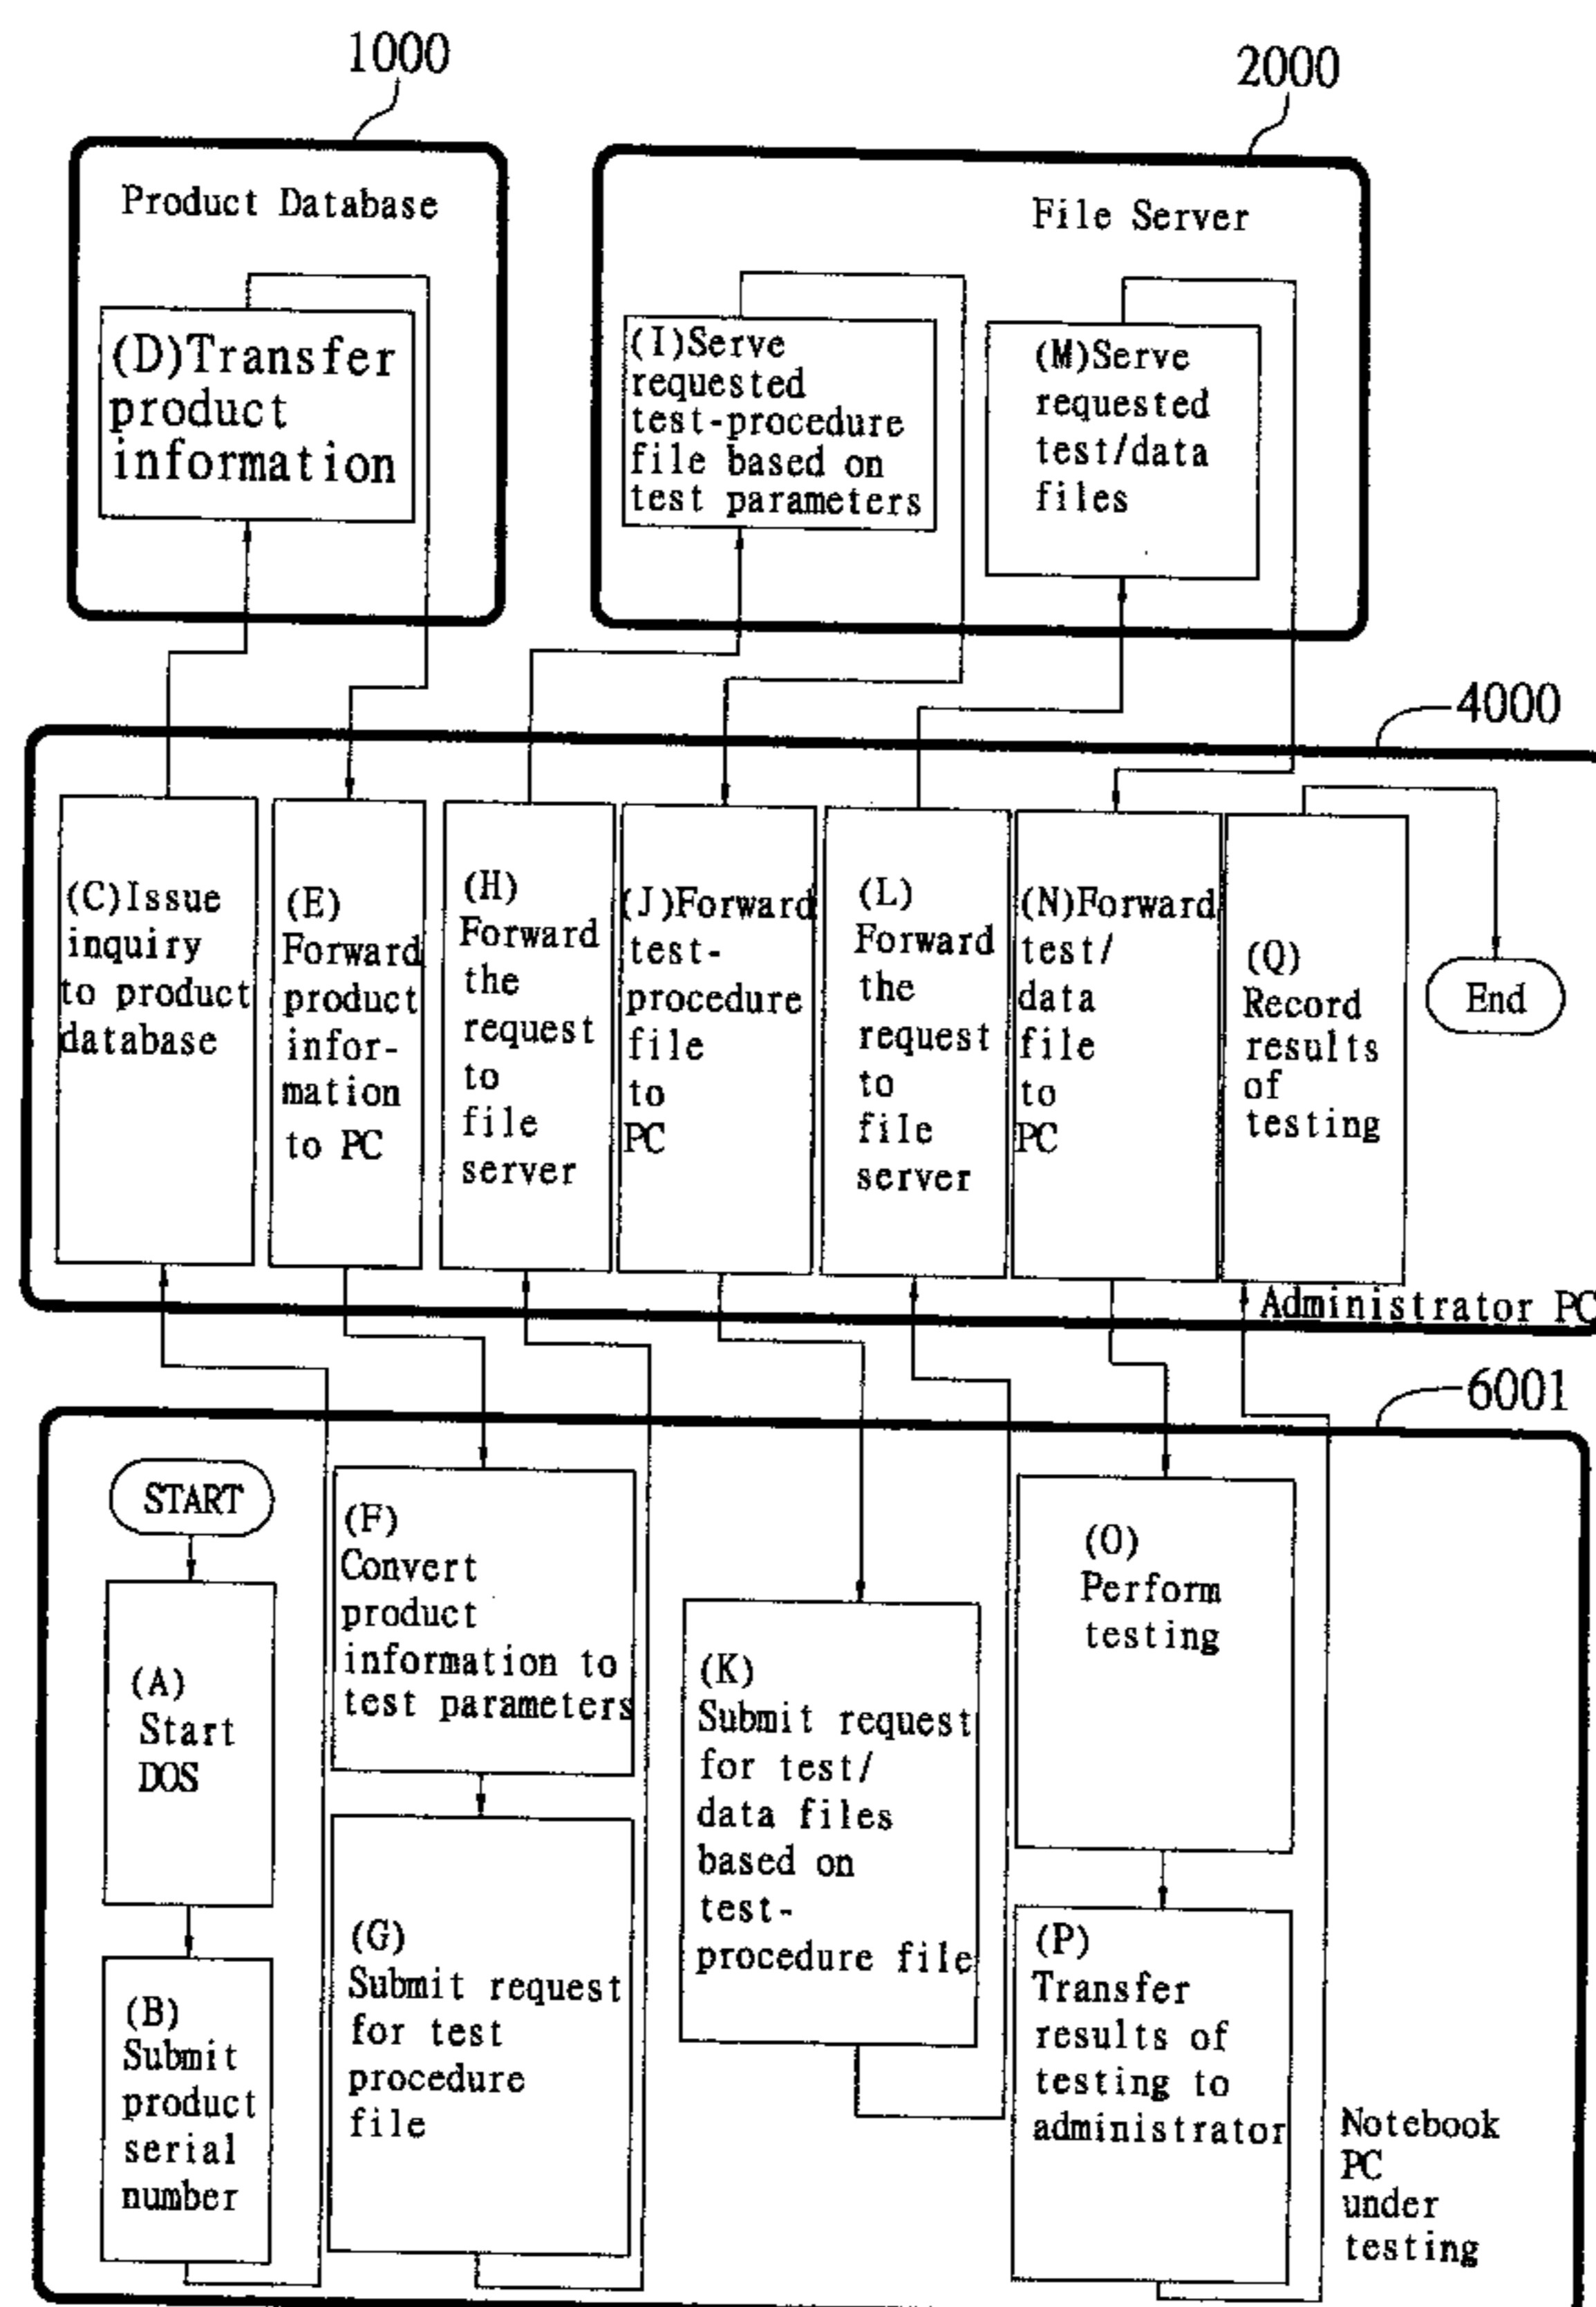 1000
2000
Product Database
File Server
(D)Transfer
product
information
(I)Serve
requested
test-procedure
file based on
test parameters
(M)Serve
requested
test/data
files
4000
(C)Issue
inquiry
to product
database
(E)
Forward
product
infor-
mation
to PC
(H)
Forward
the
request
to
file
server
(J)Forward
test-
procedure
file
to
PC
(L)
Forward
the
request
to
file
server
(N)Forward
test/
data
file
to
PC
(Q)
Record
results
of
testing
End
Administrator PC
6001
START
(A)
Start
DOS
(B)
Submit
product
serial
number
(F)
Convert
product
information to
test parameters
(G)
Submit request
for test
procedure
file
(K)
Submit request
for test/
data files
based on
test-
procedure file
(O)
Perform
testing
(P)
Transfer
results of
testing to
administrator
Notebook
PC
under
testing